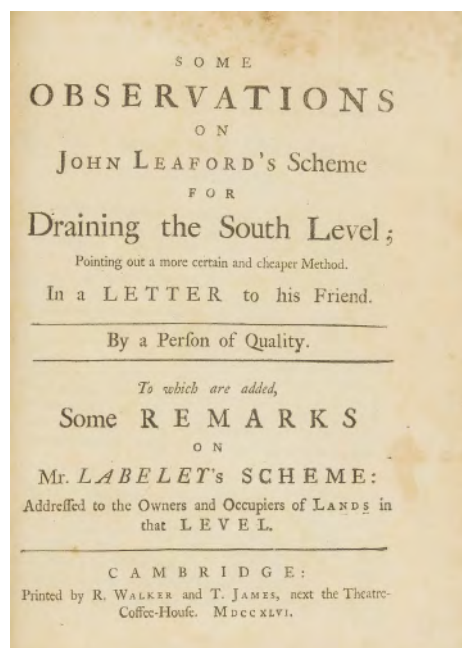 SOME
OBSERVATIONS
ON
JOHN LEAFORD'S Scheme
FOR
Draining the South Level;
Pointing out a more certain and cheaper Method.
In a LETTER to his Friend.
By a Perſon of Quality.
To which are added,
Some REMARKS
ON
Mr. LABELEY's SCHEME:
Addreſſed to the Owners and Occupiers of LANDS in
that LEVEL.
CAMBRIDGE:
Printed by R. WALKER and T. JAMES, next the Theatre-
Coffee-Houſe. MDCCXLVI.